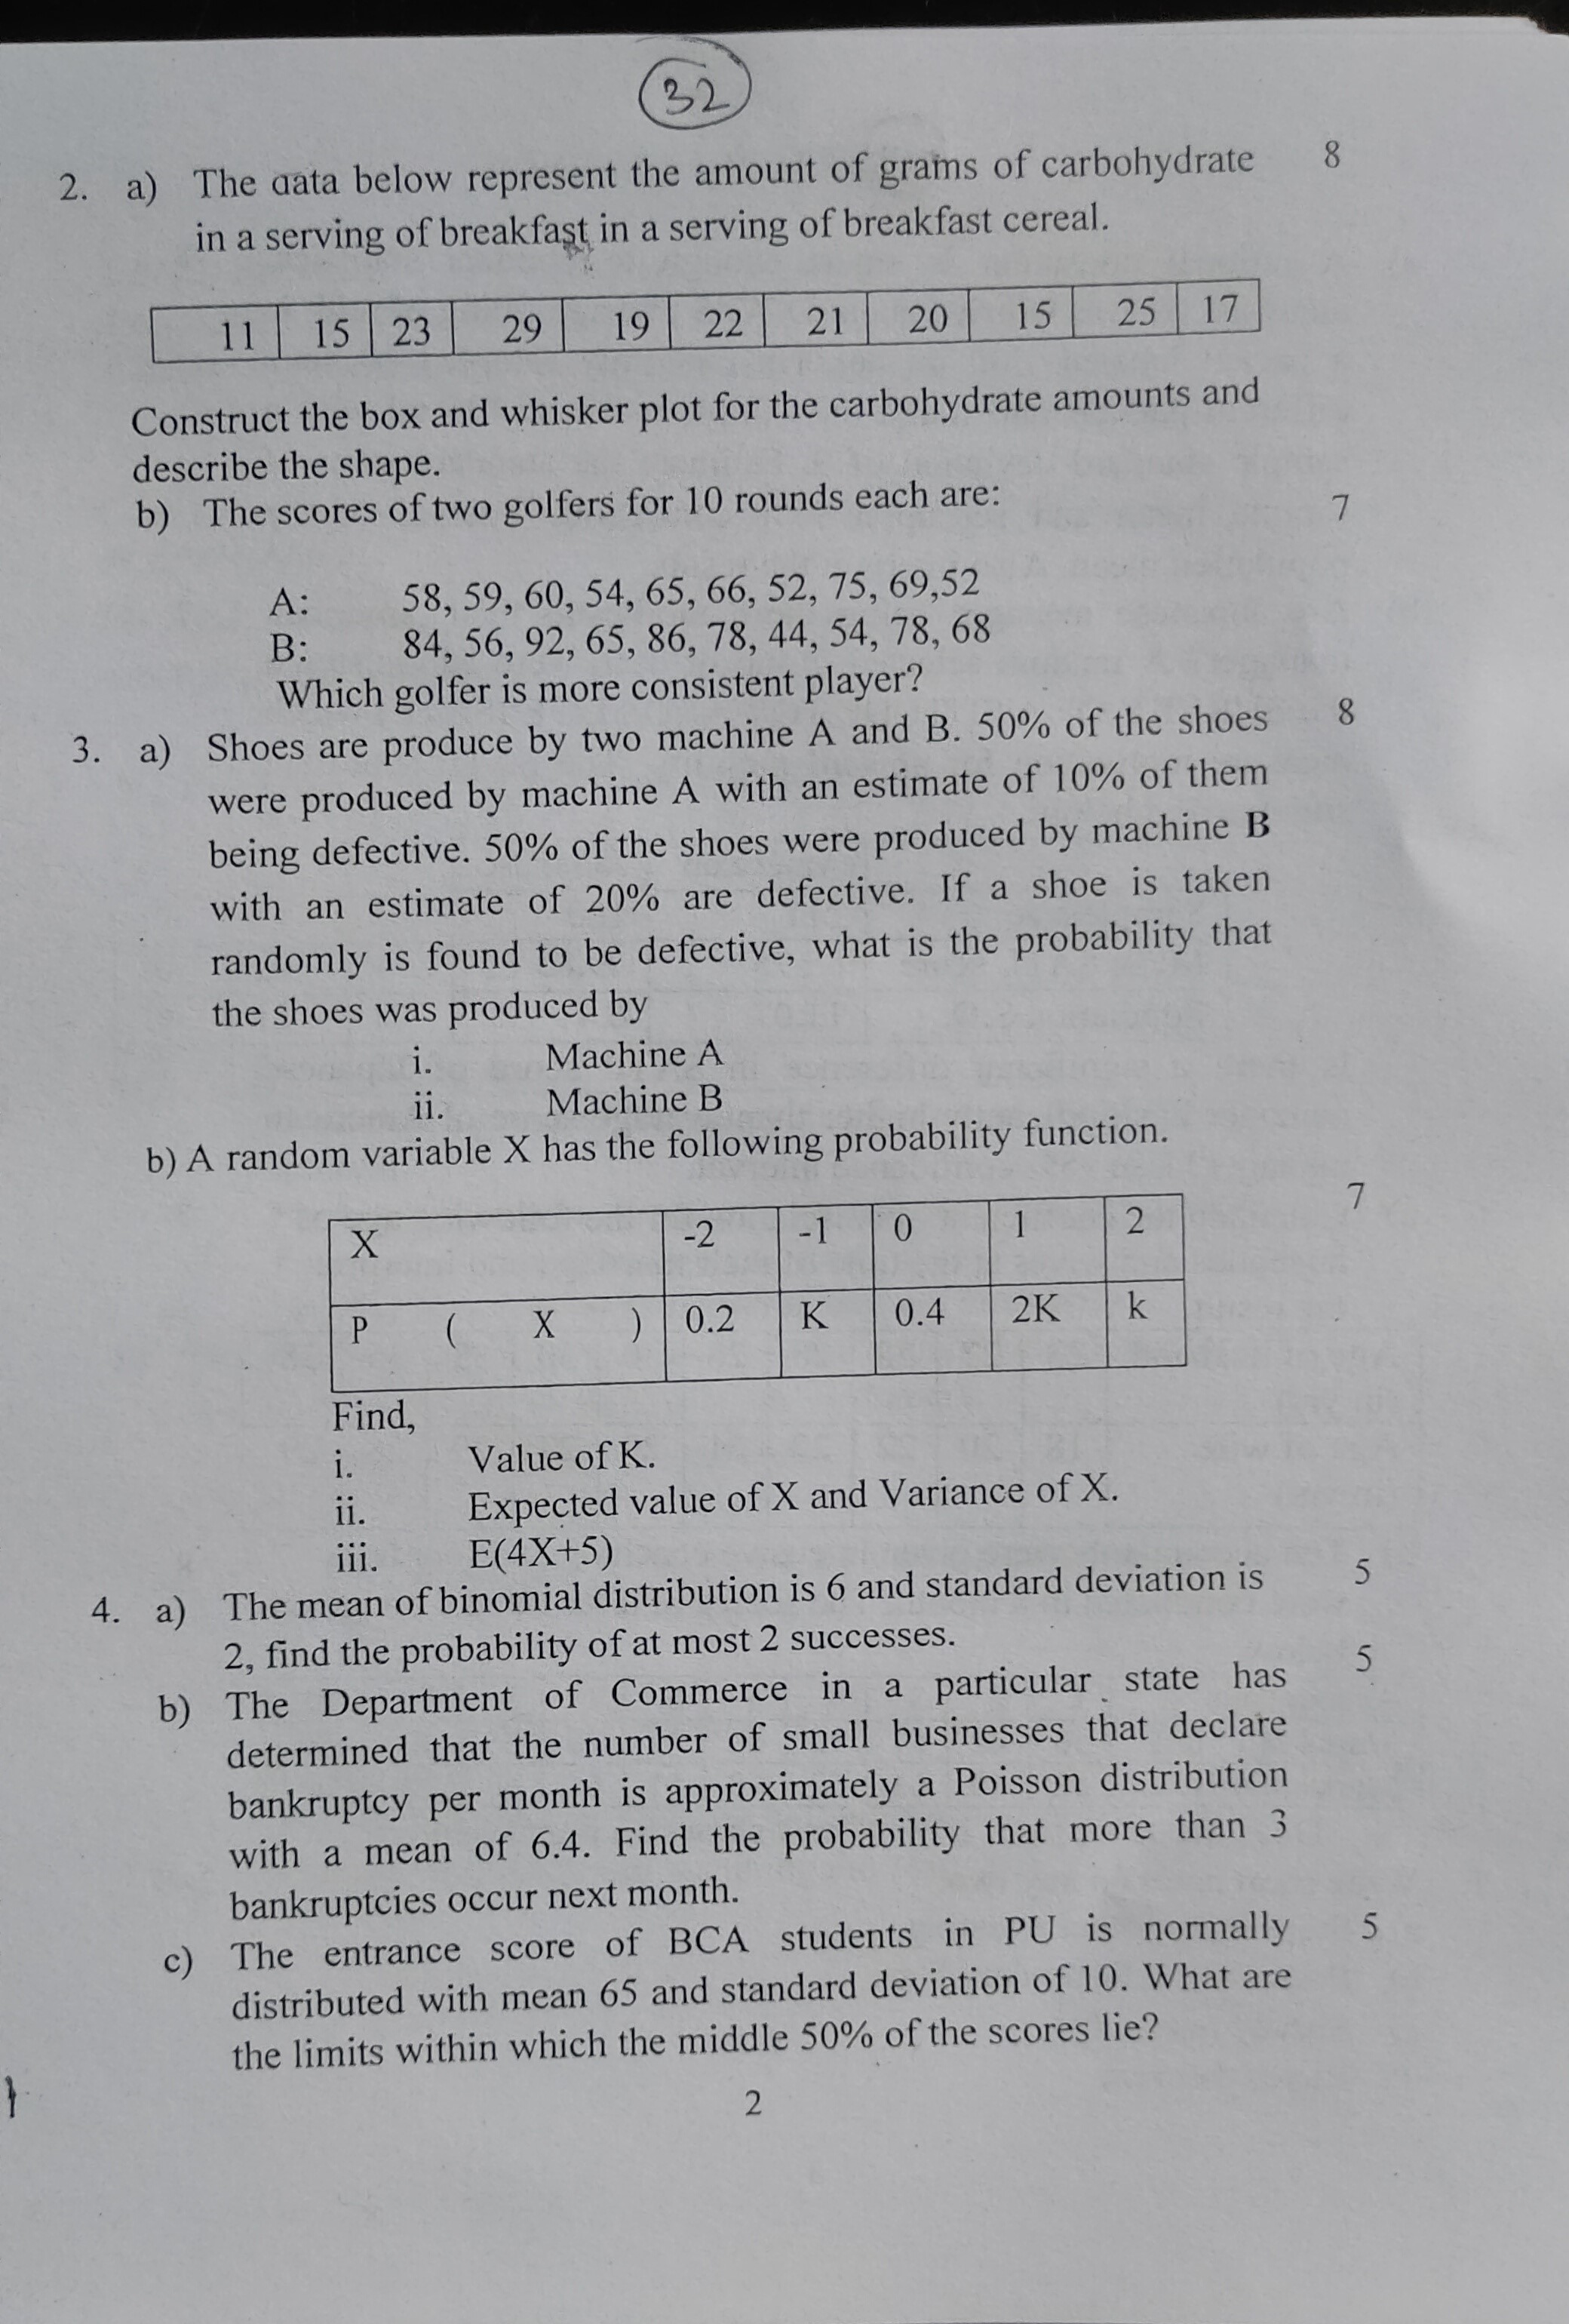 32
2. a) The data below represent the amount of grams of carbohydrate 8
in a serving of breakfast in a serving of breakfast cereal.
11 15 23 29 19 22 21 20 15 25 17
Construct the box and whisker plot for the carbohydrate amounts and
describe the shape.
b) The scores of two golfers for 10 rounds each are: 7
A: 58, 59, 60, 54, 65, 66, 52, 75, 69,52
B: 84, 56, 92, 65, 86, 78, 44, 54, 78, 68
Which golfer is more consistent player?
3. a) Shoes are produce by two machine A and B. 50% of the shoes 8
were produced by machine A with an estimate of 10% of them
being defective. 50% of the shoes were produced by machine B
with an estimate of 20% are defective. If a shoe is taken
randomly is found to be defective, what is the probability that
the shoes was produced by
i. Machine A
ii. Machine B
b) A random variable X has the following probability function.
7
X -2 -1 0 1 2
P ( X ) 0.2 K 0.4 2K k
Find,
i. Value of K.
ii. Expected value of X and Variance of X.
iii. E(4X+5)
4. a) The mean of binomial distribution is 6 and standard deviation is 5
2, find the probability of at most 2 successes.
b) The Department of Commerce in a particular state has 5
determined that the number of small businesses that declare
bankruptcy per month is approximately a Poisson distribution
with a mean of 6.4. Find the probability that more than 3
bankruptcies occur next month.
c) The entrance score of BCA students in PU is normally 5
distributed with mean 65 and standard deviation of 10. What are
the limits within which the middle 50% of the scores lie?
2